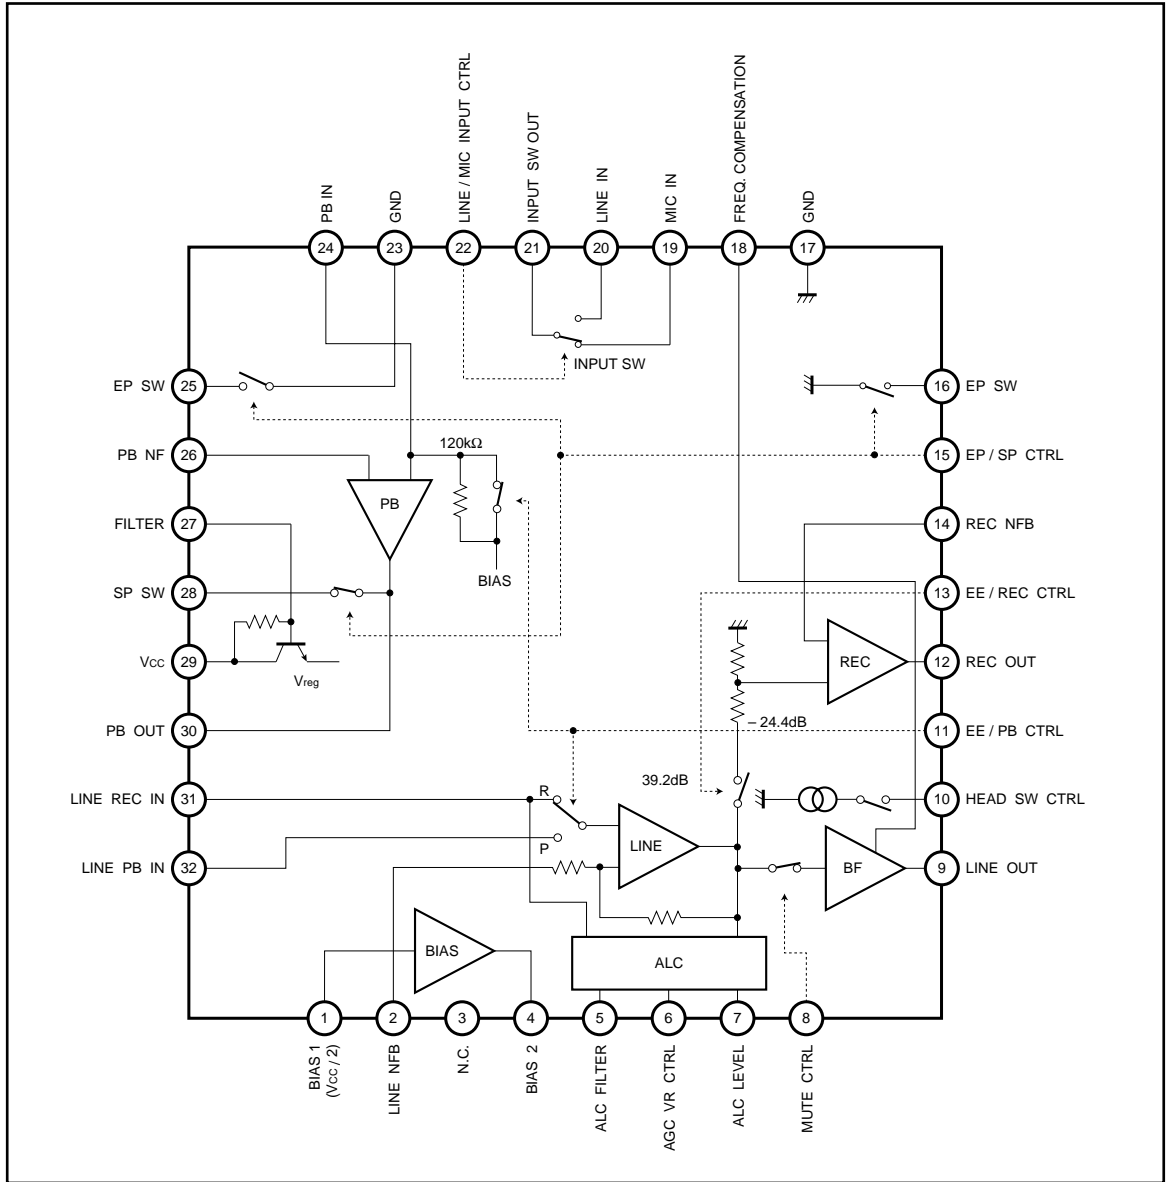 PB IN
GND
LINE / MIC INPUT CTRL
INPUT SW OUT
LINE IN
MIC IN
FREQ. COMPENSATION
GND
24
23
22
21
20
19
18
17
INPUT SW
EP SW
25
16
EP SW
PB NF
26
120kΩ
15
EP / SP CTRL
PB
FILTER
27
14
REC NFB
BIAS
SP SW
28
13
EE / REC CTRL
Vcc
29
Vreg
REC
12
REC OUT
– 24.4dB
PB OUT
30
11
EE / PB CTRL
39.2dB
LINE REC IN
31
R
10
HEAD SW CTRL
P
LINE
LINE PB IN
32
BF
9
LINE OUT
BIAS
ALC
1
2
3
4
5
6
7
8
BIAS 1
(Vcc / 2)
LINE NFB
N.C.
BIAS 2
ALC FILTER
AGC VR CTRL
ALC LEVEL
MUTE CTRL